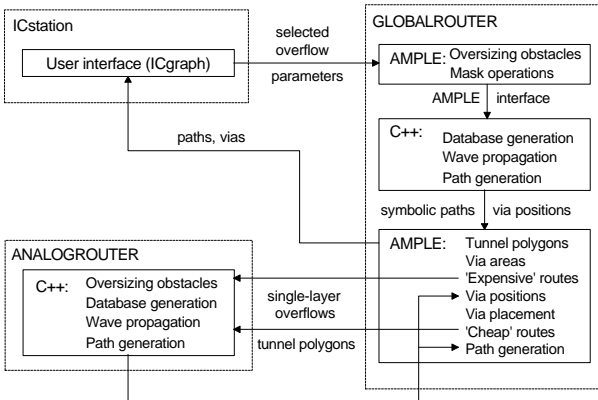 ICstation
User interface (ICgraph)
selected
overflow
parameters
GLOBALROUTER
AMPLE: Oversizing obstacles
Mask operations
AMPLE interface
C++:
Database generation
Wave propagation
Path generation
paths, vias
symbolic paths via positions
AMPLE: Tunnel polygons
Via areas
'Expensive' routes
Via positions
Via placement
'Cheap' routes
Path generation
ANALOGROUTER
C++: Oversizing obstacles
Database generation
Wave propagation
Path generation
single-layer
overflows
tunnel polygons